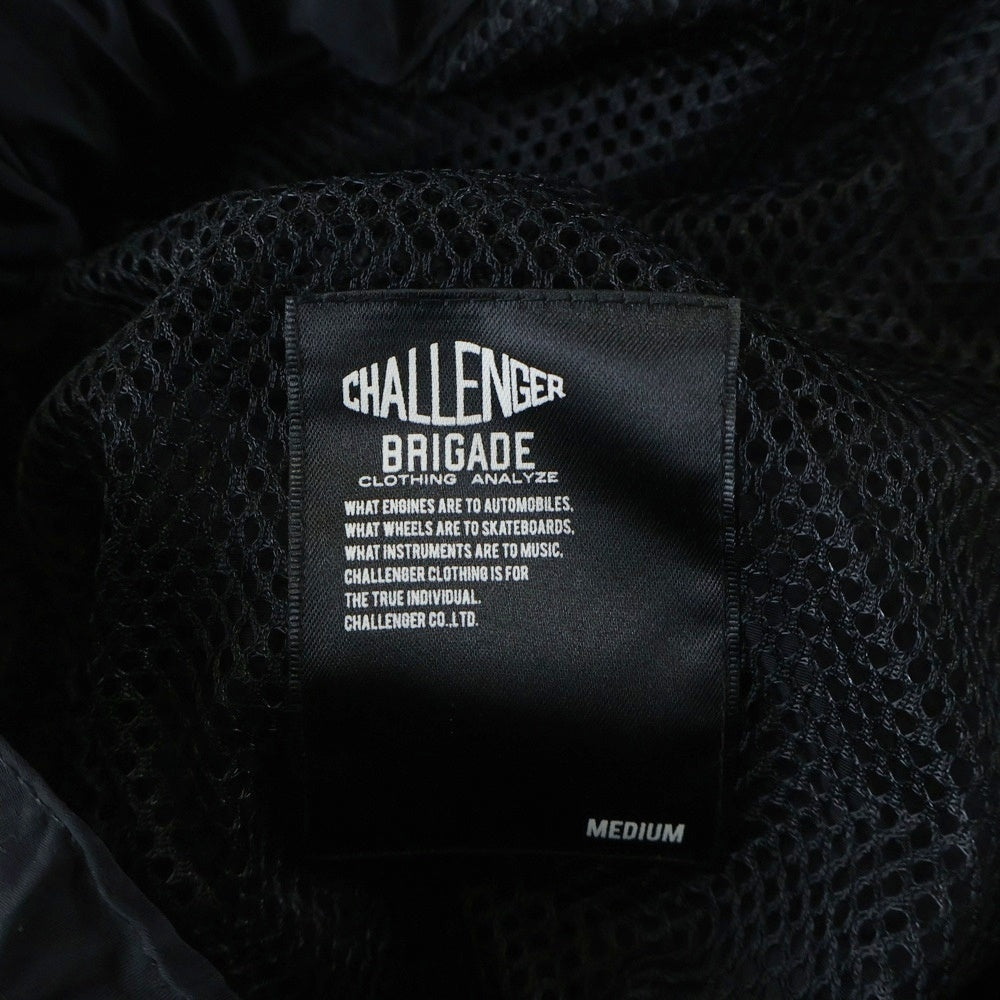 CHALLENGER
BRIGADE
CLOTHING ANALYZE
WHAT ENGINES ARE TO AUTOMOBILES,
WHAT WHEELS ARE TO SKATEBOARDS,
WHAT INSTRUMENTS ARE TO MUSIC,
CHALLENGER CLOTHING IS FOR
THE TRUE INDIVIDUAL.
CHALLENGER CO.,LTD.
MEDIUM